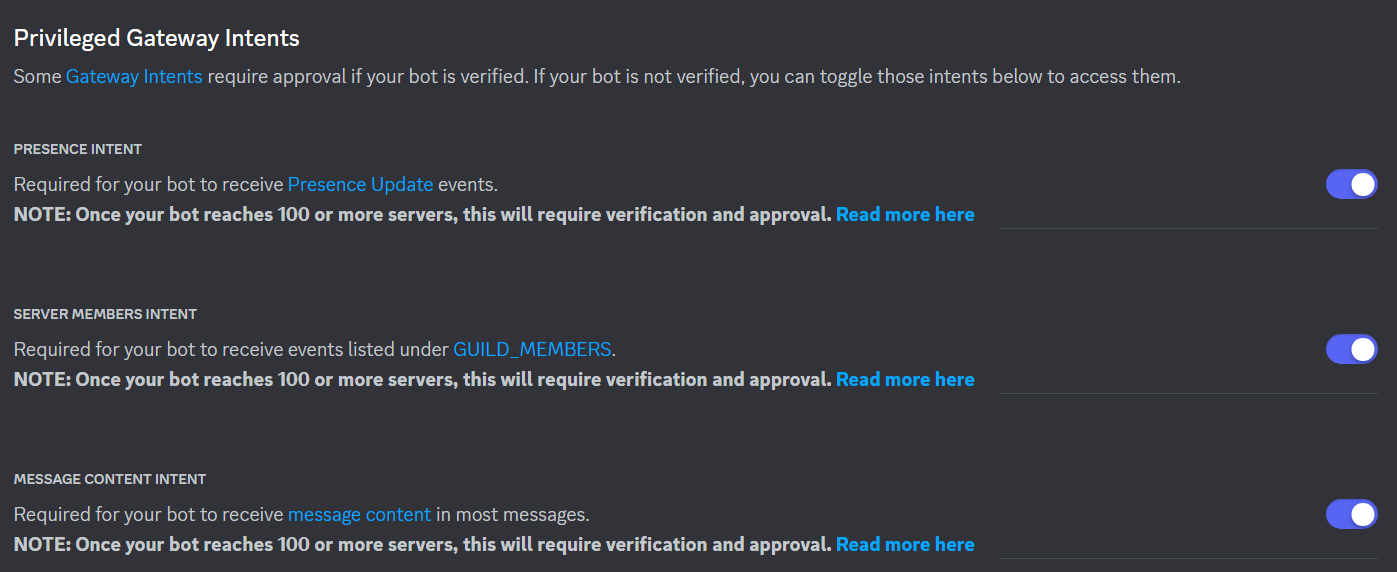 Privileged Gateway Intents
Some Gateway Intents require approval if your bot is verified. If your bot is not verified, you can toggle those intents below to access them.
PRESENCE INTENT
Required for your bot to receive Presence Update events.
NOTE: Once your bot reaches 100 or more servers, this will require verification and approval. Read more here
SERVER MEMBERS INTENT
Required for your bot to receive events listed under GUILD_MEMBERS.
NOTE: Once your bot reaches 100 or more servers, this will require verification and approval. Read more here
MESSAGE CONTENT INTENT
Required for your bot to receive message content in most messages.
NOTE: Once your bot reaches 100 or more servers, this will require verification and approval. Read more here